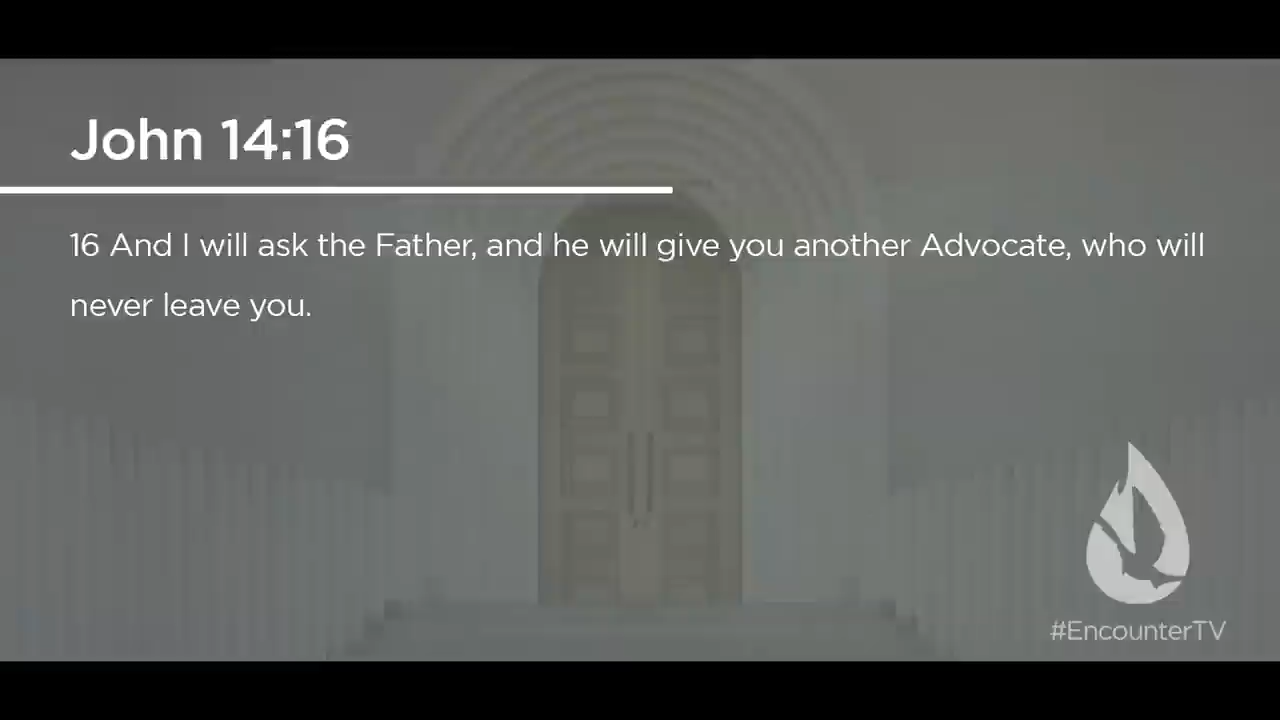 John 14:16
16 And I will ask the Father, and he will give you another Advocate, who will
never leave you.
#EncounterTV